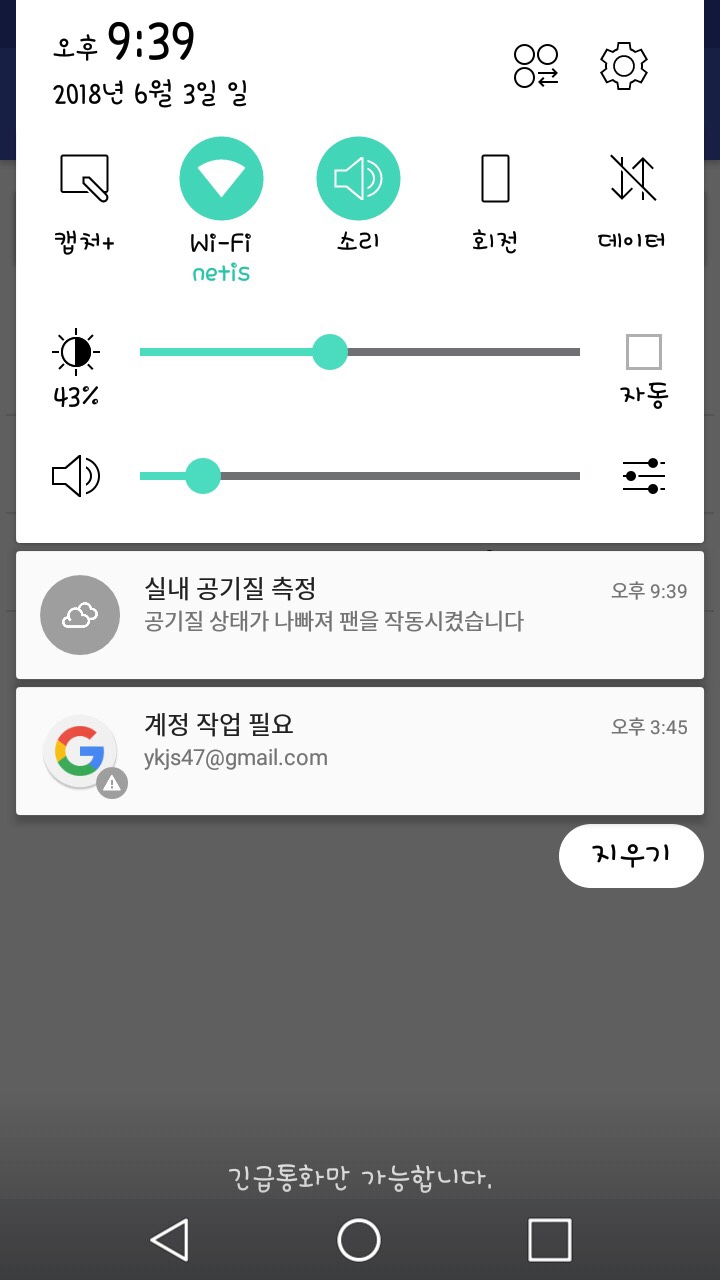 오후 9:39
2018년 6월 3일 일
캡처+
Wi-Fi
netis
소리
회전
데이터
43%
자동
실내 공기질 측정
오후 9:39
공기질 상태가 나빠져 팬을 작동시켰습니다
계정 작업 필요
오후 3:45
ykjs47@gmail.com
지우기
긴급통화만 가능합니다.